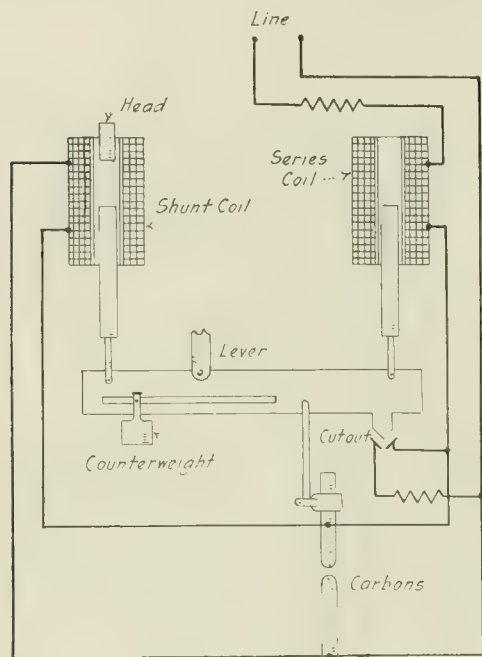 Line
Head
Series
Coil
Shunt Coil
Lever
Cutout
Counterweight
Carbons